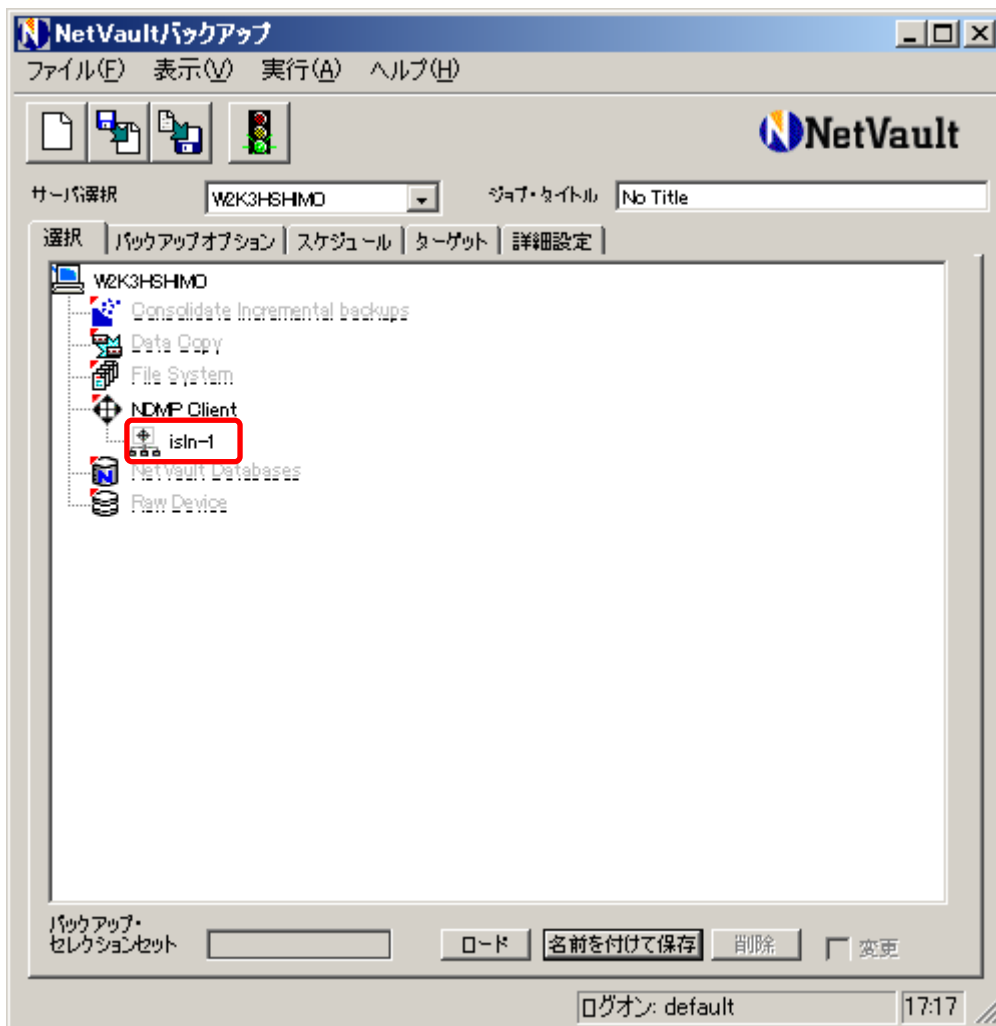 NetVaultバックアップ
ファイル(F) 表示(V) 実行(A) ヘルプ(H)
NetVault
サーバ選択 W2K3HSHIMO ジョブ・タイトル No Title
選択 バックアップオプション スケジュール ターゲット 詳細設定
W2K3HSHIMO
Consolidate Incremental backups
Data Copy
File System
NDMP Client
isln-1
NetVault Databases
Raw Device
バックアップ・
セレクションセット ロード 名前を付けて保存 削除 変更
ログオン: default 17:17